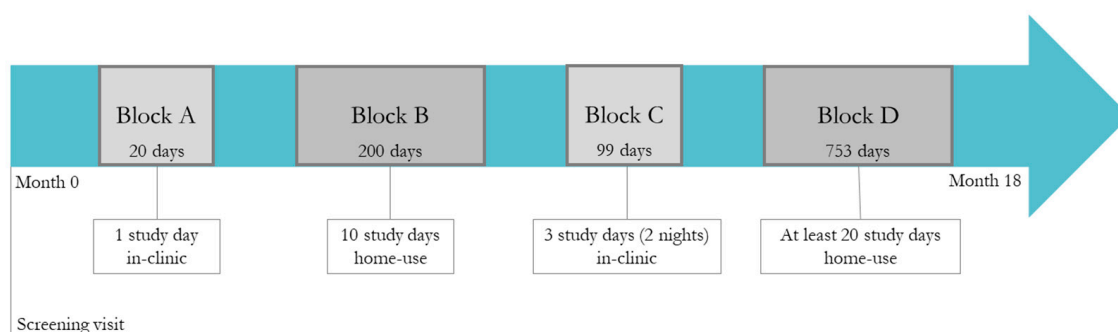 Block A
20 days
Block B
200 days
Block C
99 days
Block D
753 days
Month 0
Month 18
1 study day
in-clinic
10 study days
home-use
3 study days (2 nights)
in-clinic
At least 20 study days
home-use
Screening visit